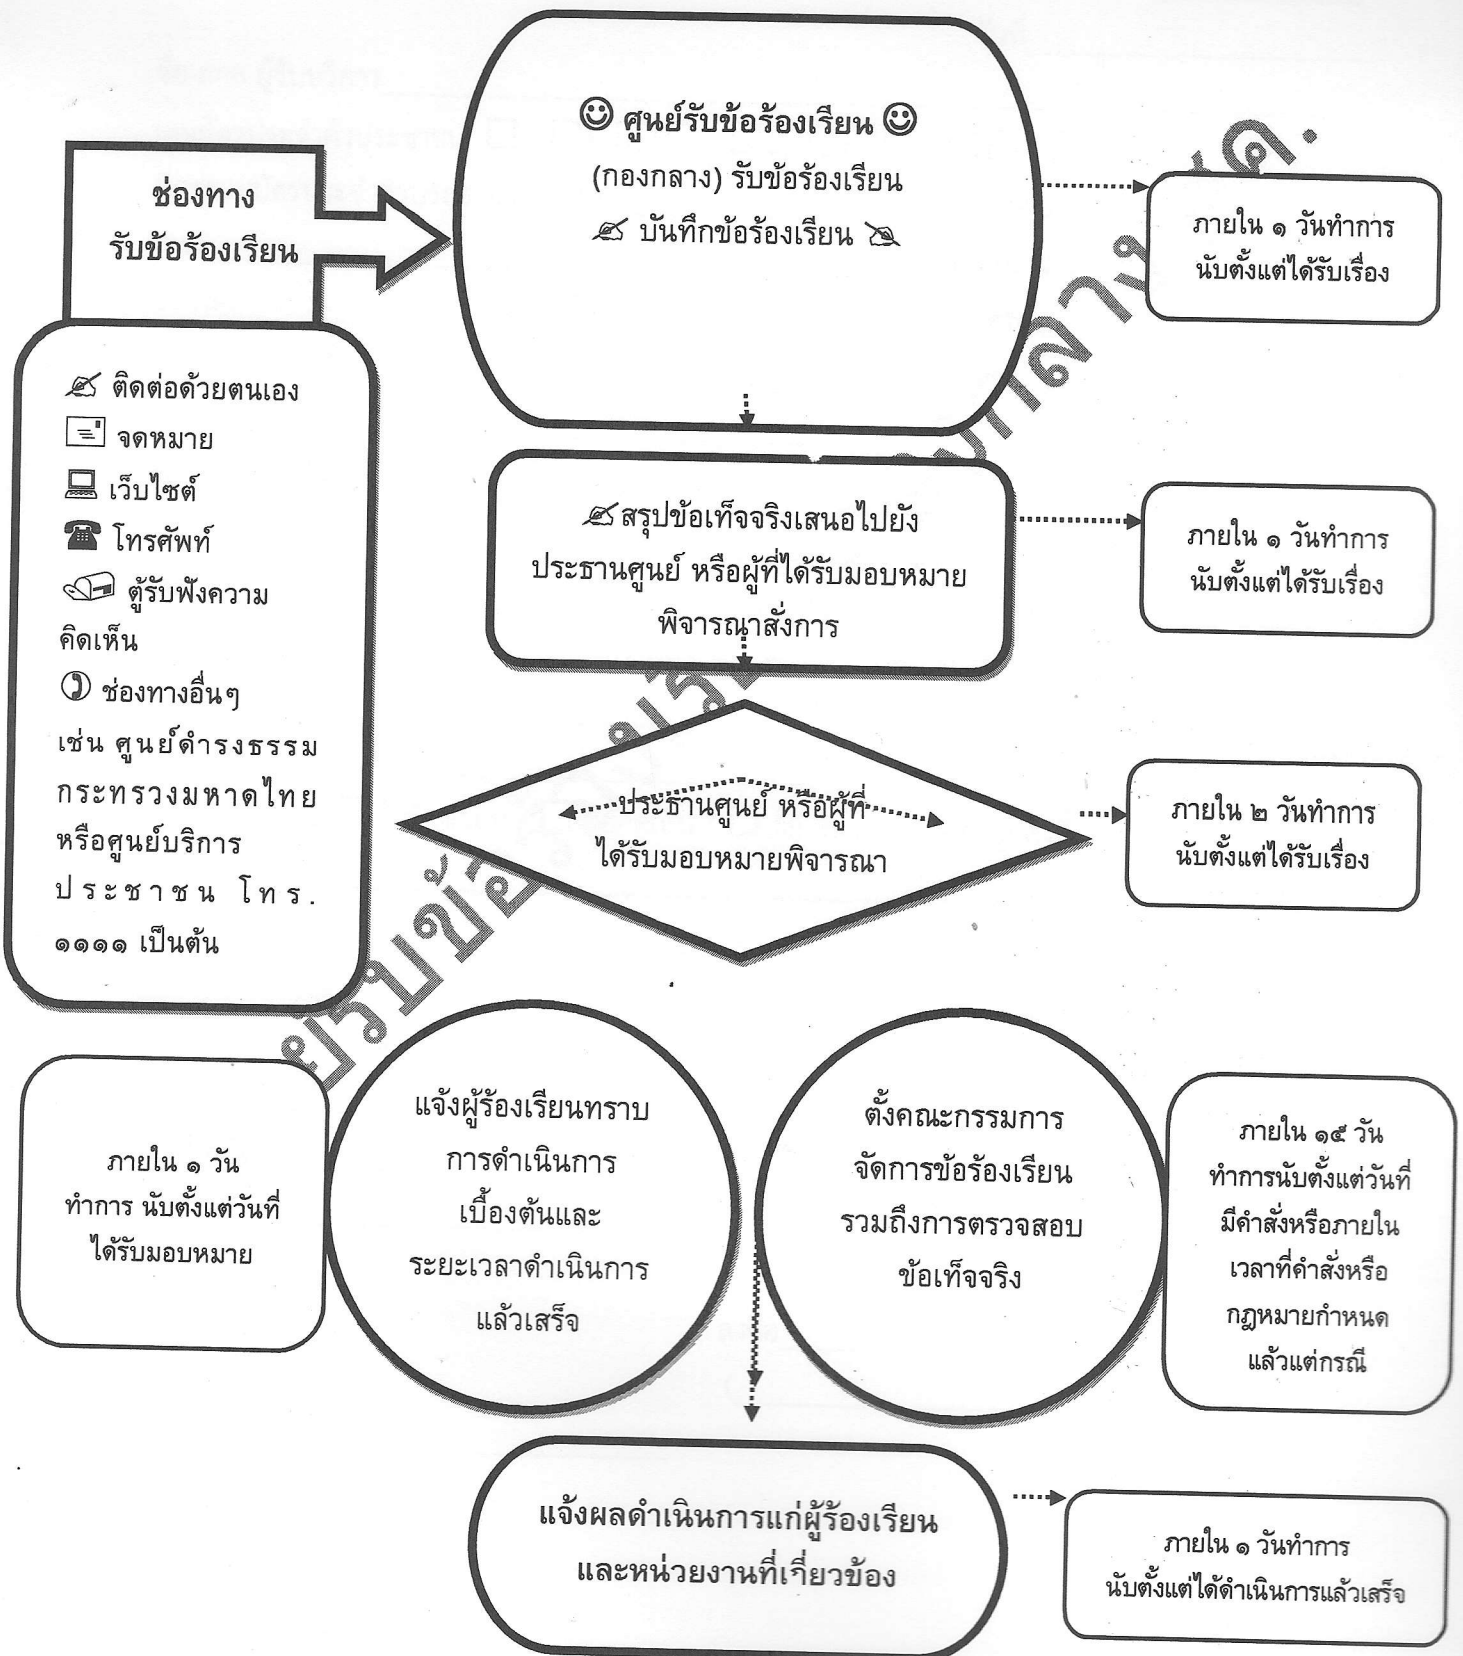 ☺ ศูนย์รับข้อร้องเรียน ☺
(กองกลาง) รับข้อร้องเรียน
บันทึกข้อร้องเรียน
ช่องทาง
รับข้อร้องเรียน
ภายใน ๑ วันทำการ
นับตั้งแต่ได้รับเรื่อง
ติดต่อด้วยตนเอง
จดหมาย
เว็บไซต์
โทรศัพท์
ตู้รับฟังความ
คิดเห็น
ช่องทางอื่นๆ
เช่น ศูนย์ดำรงธรรม
กระทรวงมหาดไทย
หรือศูนย์บริการ
ประชาชน โทร.
๑๑๑๑ เป็นต้น
สรุปข้อเท็จจริงเสนอไปยัง
ประธานศูนย์ หรือผู้ที่ได้รับมอบหมาย
พิจารณาสั่งการ
ภายใน ๑ วันทำการ
นับตั้งแต่ได้รับเรื่อง
ประธานศูนย์ หรือผู้ที่
ได้รับมอบหมายพิจารณา
ภายใน ๒ วันทำการ
นับตั้งแต่ได้รับเรื่อง
ภายใน ๑ วัน
ทำการ นับตั้งแต่วันที่
ได้รับมอบหมาย
แจ้งผู้ร้องเรียนทราบ
การดำเนินการ
เบื้องต้นและ
ระยะเวลาดำเนินการ
แล้วเสร็จ
ตั้งคณะกรรมการ
จัดการข้อร้องเรียน
รวมถึงการตรวจสอบ
ข้อเท็จจริง
ภายใน ๑๕ วัน
ทำการนับตั้งแต่วันที่
มีคำสั่งหรือภายใน
เวลาที่คำสั่งหรือ
กฎหมายกำหนด
แล้วแต่กรณี
แจ้งผลดำเนินการแก่ผู้ร้องเรียน
และหน่วยงานที่เกี่ยวข้อง
ภายใน ๑ วันทำการ
นับตั้งแต่ได้ดำเนินการแล้วเสร็จ